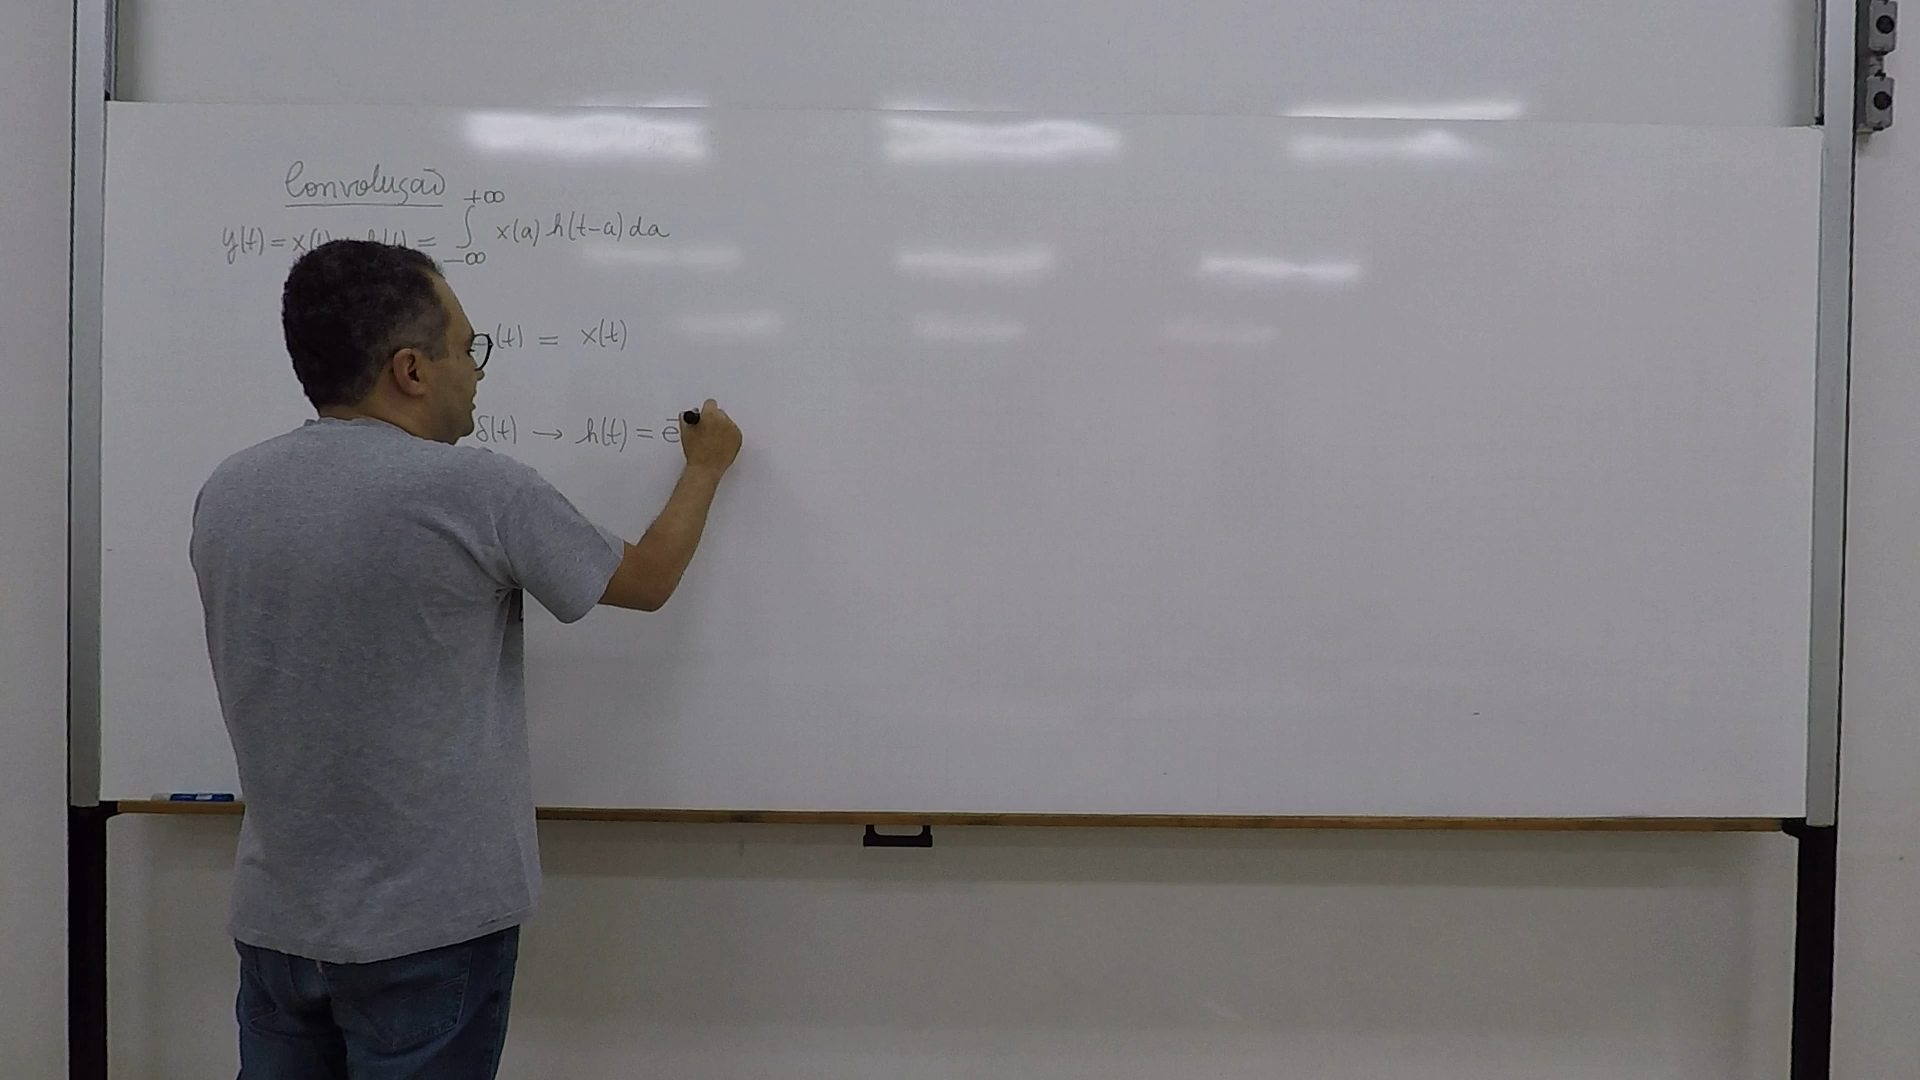 Convolução
y(t) = x(t) * h(t) = ∫_{-∞}^{+∞} x(a) h(t-a) da
(t) = x(t)
δ(t) → h(t) = e